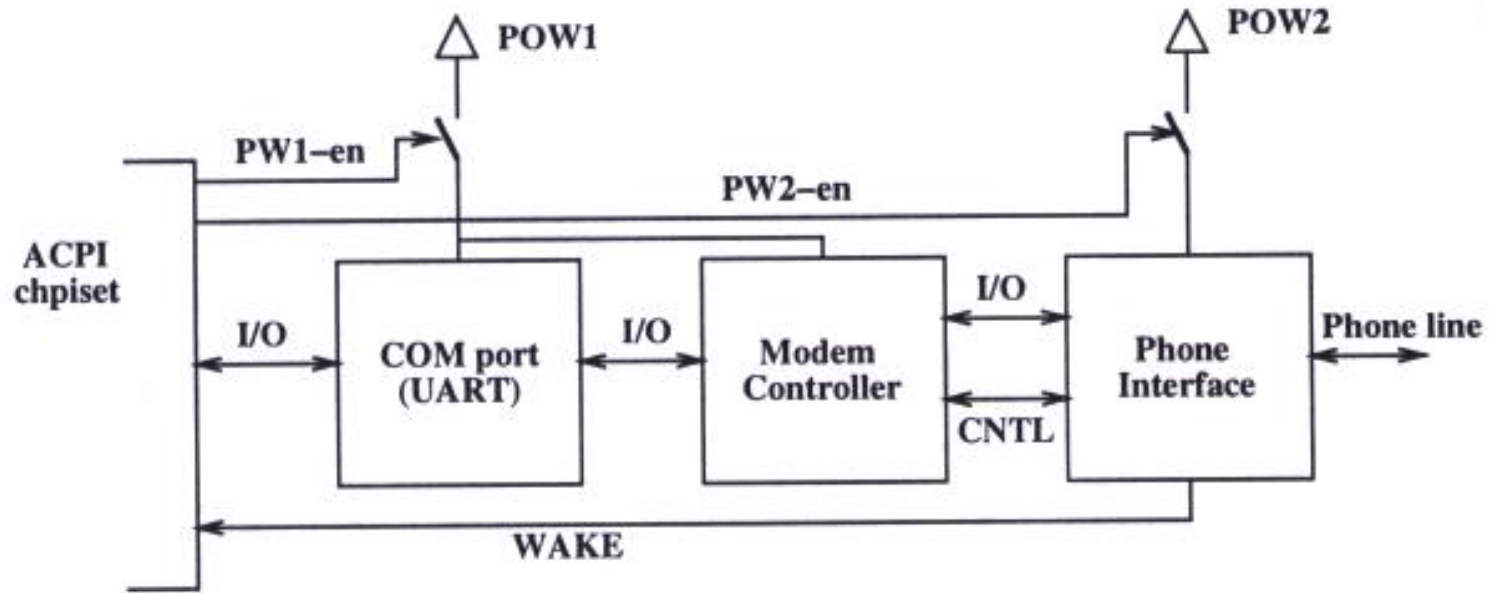 POW1
POW2
PW1-en
PW2-en
ACPI
chpiset
I/O
COM port
(UART)
I/O
Modem
Controller
I/O
CNTL
Phone
Interface
Phone line
WAKE